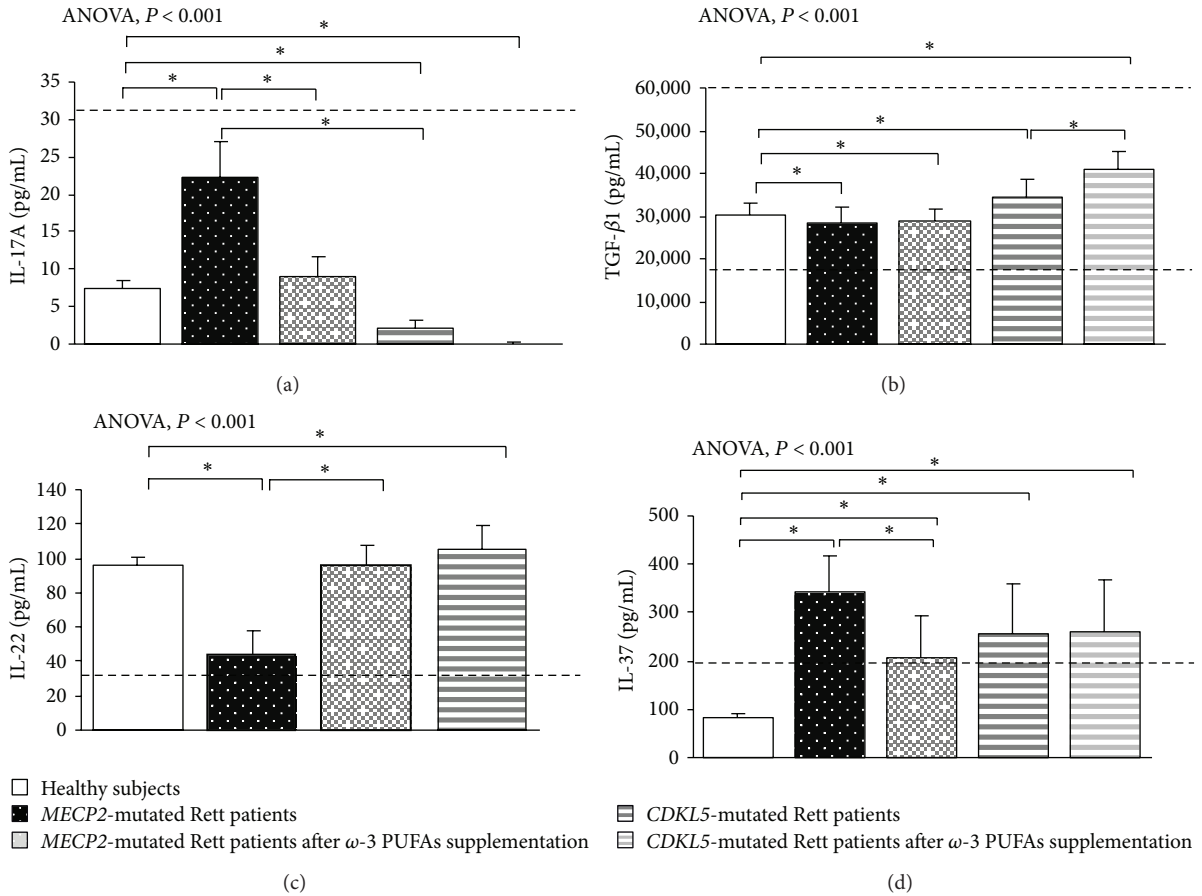 ANOVA, P < 0.001
*
*
*
*
*
35
30
25
20
15
10
5
0
IL-17A (pg/mL)
(a)
ANOVA, P < 0.001
*
*
*
*
*
60,000
50,000
40,000
30,000
20,000
10,000
0
TGF-β1 (pg/mL)
(b)
ANOVA, P < 0.001
*
*
*
140
120
100
80
60
40
20
0
IL-22 (pg/mL)
ANOVA, P < 0.001
*
*
*
*
*
500
400
300
200
100
0
IL-37 (pg/mL)
Healthy subjects
MECP2-mutated Rett patients
MECP2-mutated Rett patients after ω-3 PUFAs supplementation
CDKL5-mutated Rett patients
CDKL5-mutated Rett patients after ω-3 PUFAs supplementation
(c)
(d)